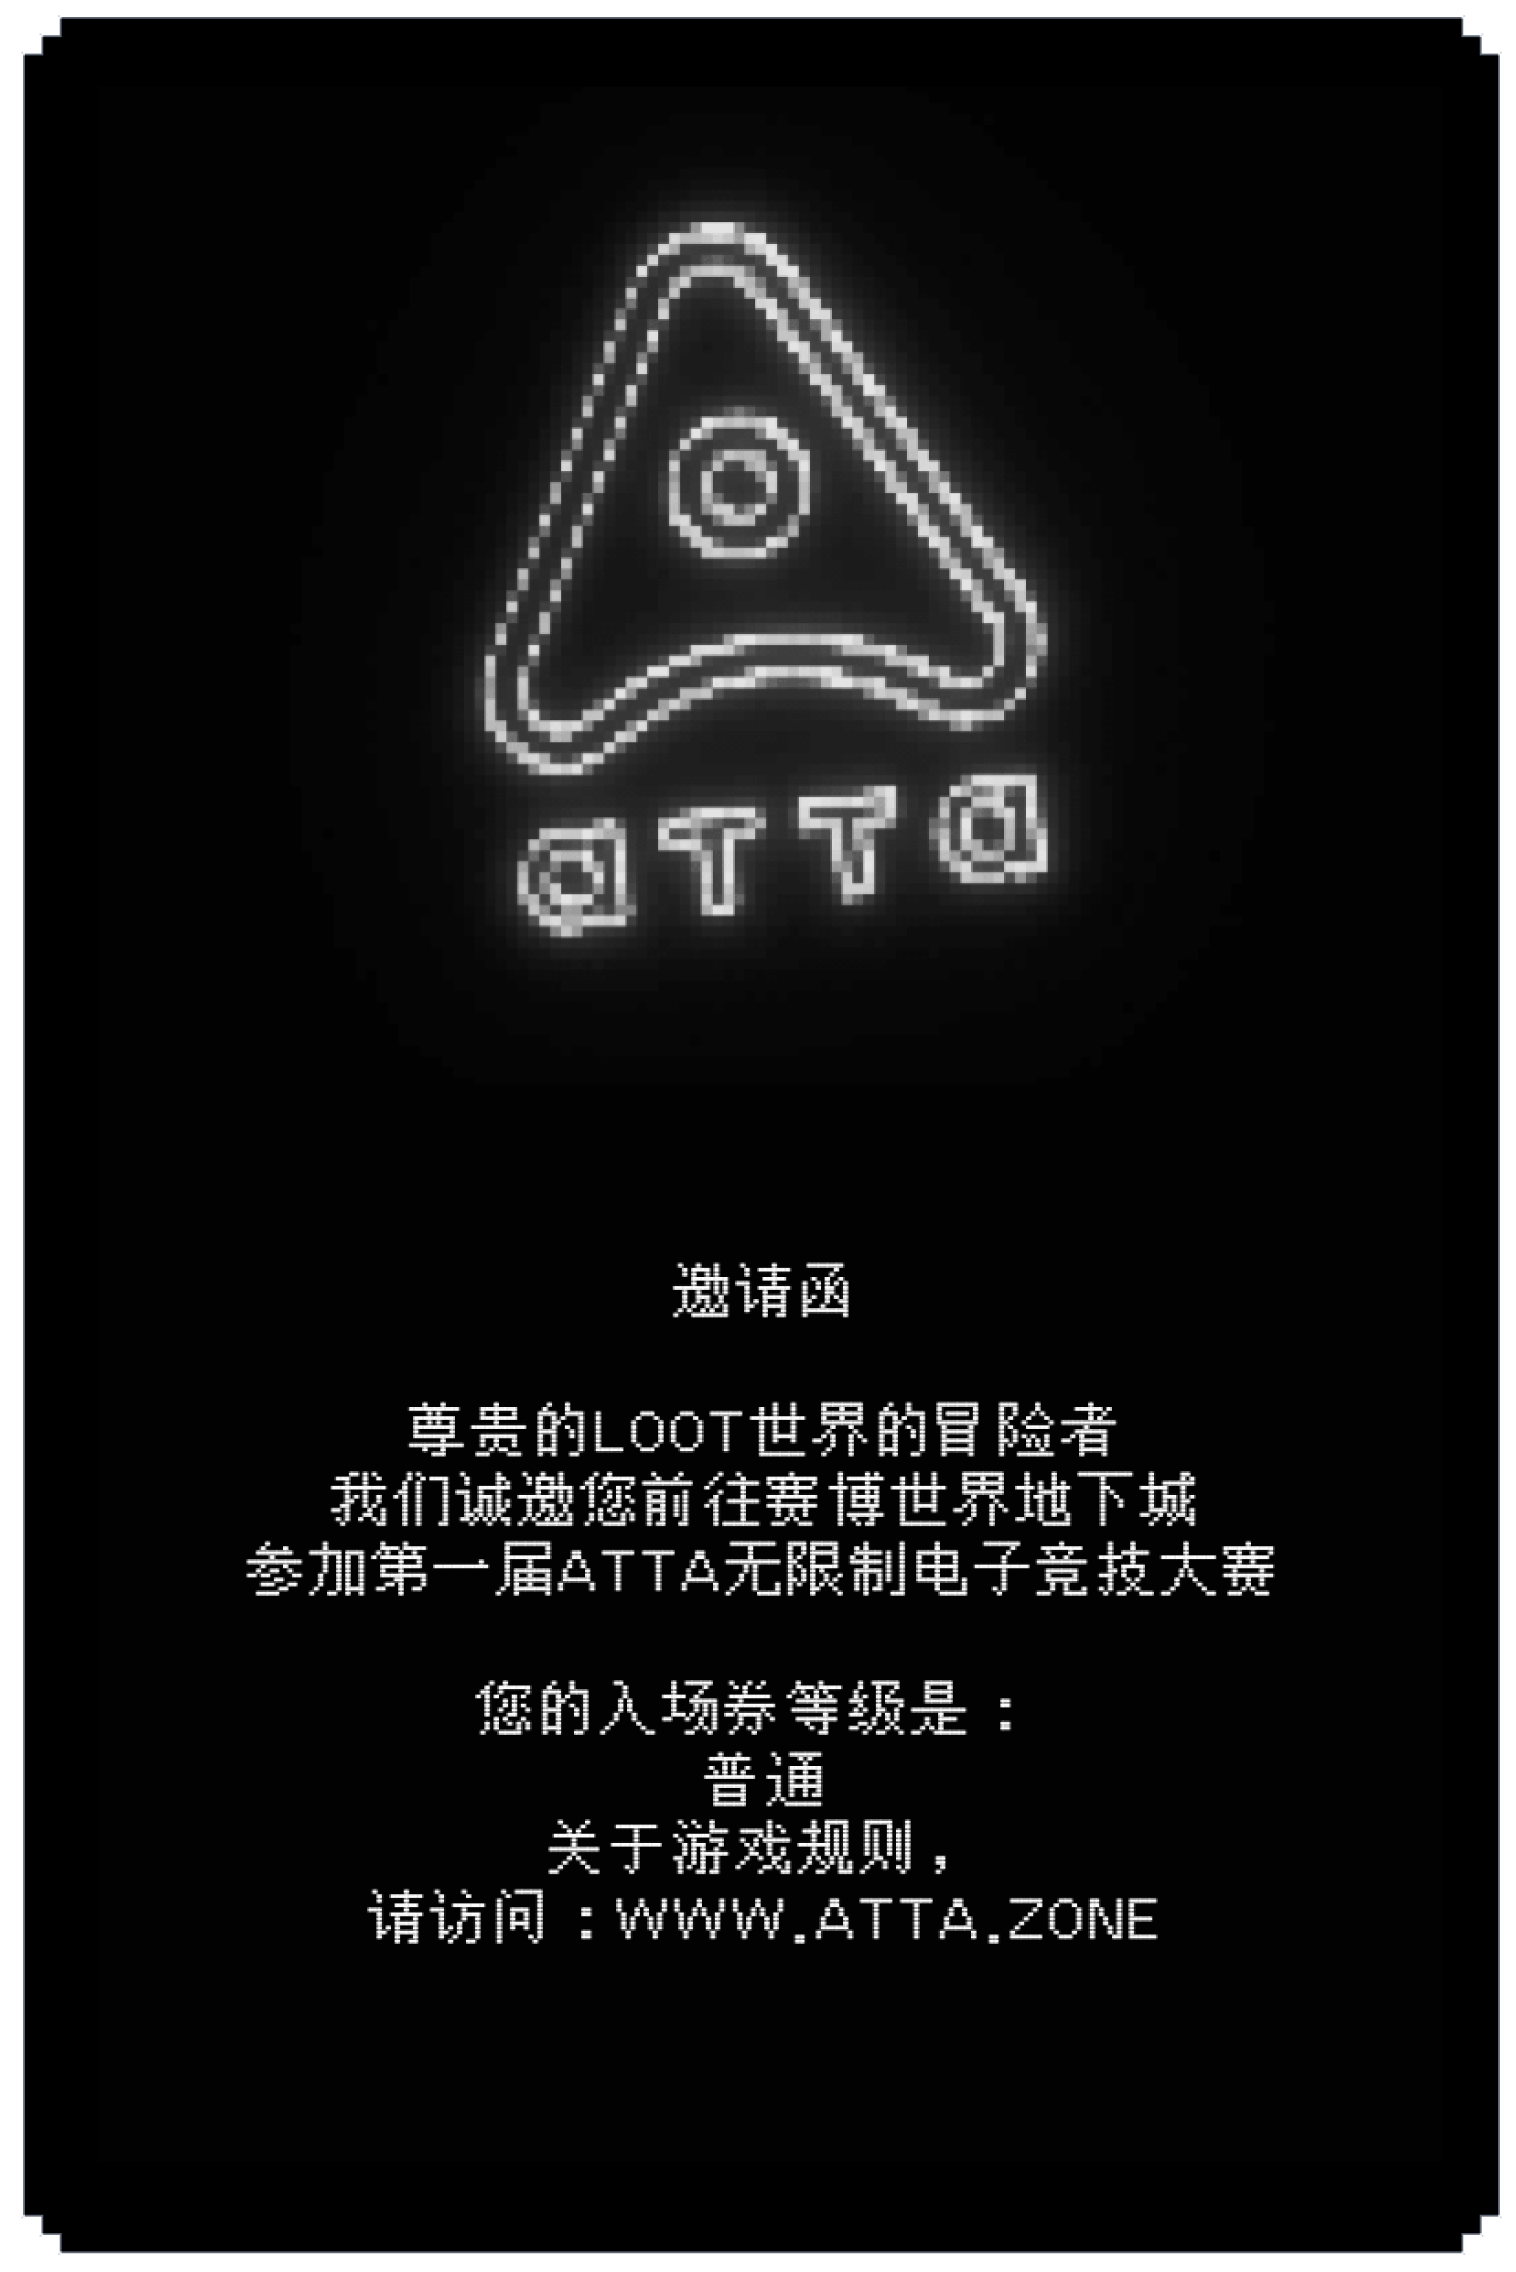 ATTA
邀请函
尊贵的LOOT世界的冒险者
我们诚邀您前往赛博世界地下城
参加第一届ATTA无限制电子竞技大赛
您的入场券等级是：
普通
关于游戏规则，
请访问：WWW.ATTA.ZONE